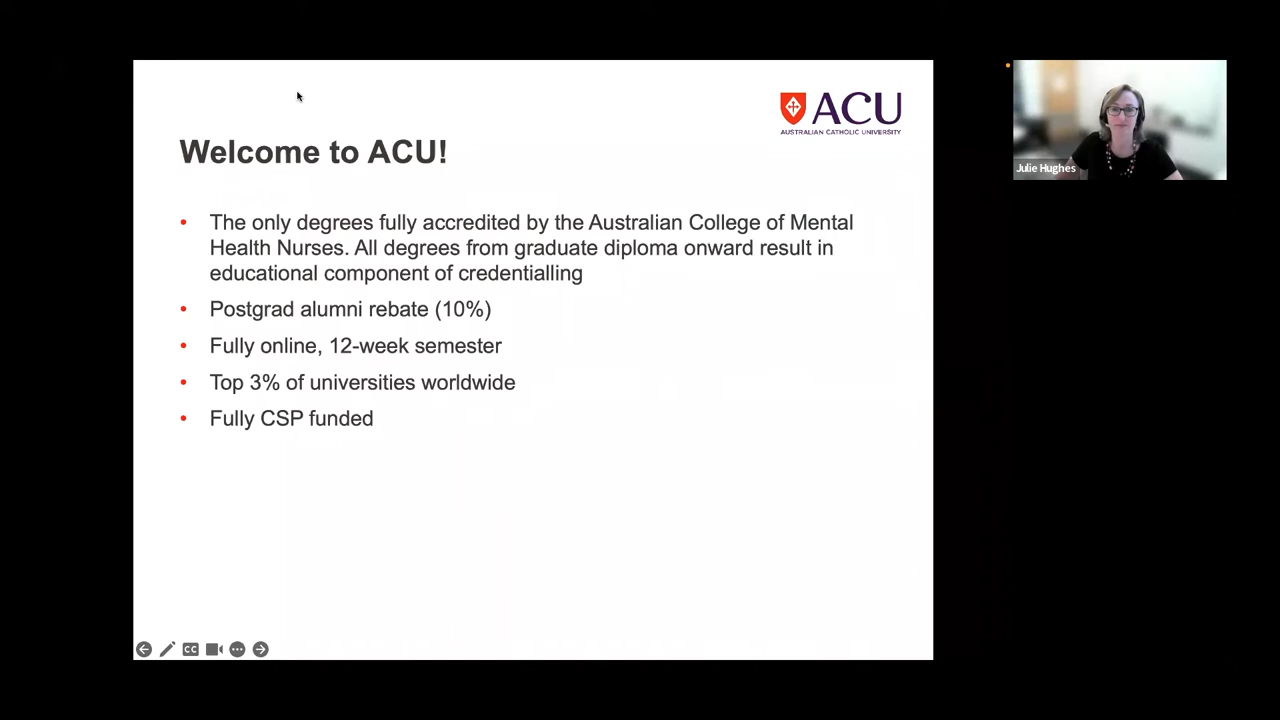 ACU
AUSTRALIAN CATHOLIC UNIVERSITY
Welcome to ACU!
• The only degrees fully accredited by the Australian College of Mental
Health Nurses. All degrees from graduate diploma onward result in
educational component of credentialling
• Postgrad alumni rebate (10%)
• Fully online, 12-week semester
• Top 3% of universities worldwide
• Fully CSP funded
CC
Julie Hughes